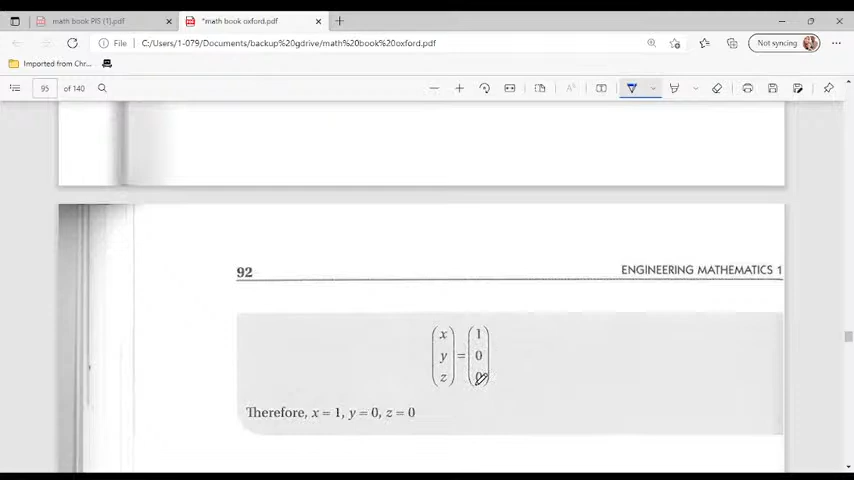 math book PIS (1).pdf
*math book oxford.pdf
File C:/Users/1-079/Documents/backup%20gdrive/math%20book%20oxford.pdf
Not syncing
Imported from Chr...
95 of 140
92 ENGINEERING MATHEMATICS 1
x 1
y = 0
z 0
Therefore, x = 1, y = 0, z = 0